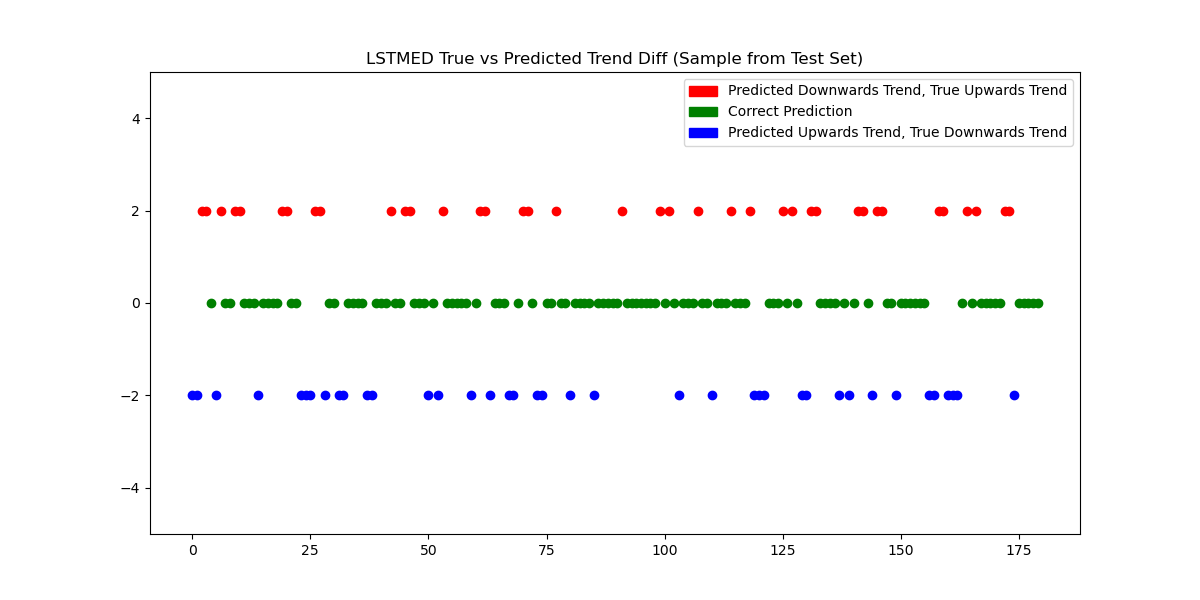 LSTMED True vs Predicted Trend Diff (Sample from Test Set)
Predicted Downwards Trend, True Upwards Trend
Correct Prediction
Predicted Upwards Trend, True Downwards Trend
4
2
0
−2
−4
0 25 50 75 100 125 150 175